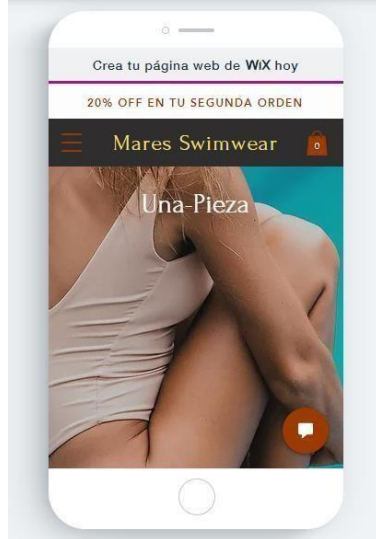 Crea tu página web de WiX hoy
20% OFF EN TU SEGUNDA ORDEN
Mares Swimwear
0
Una-Pieza